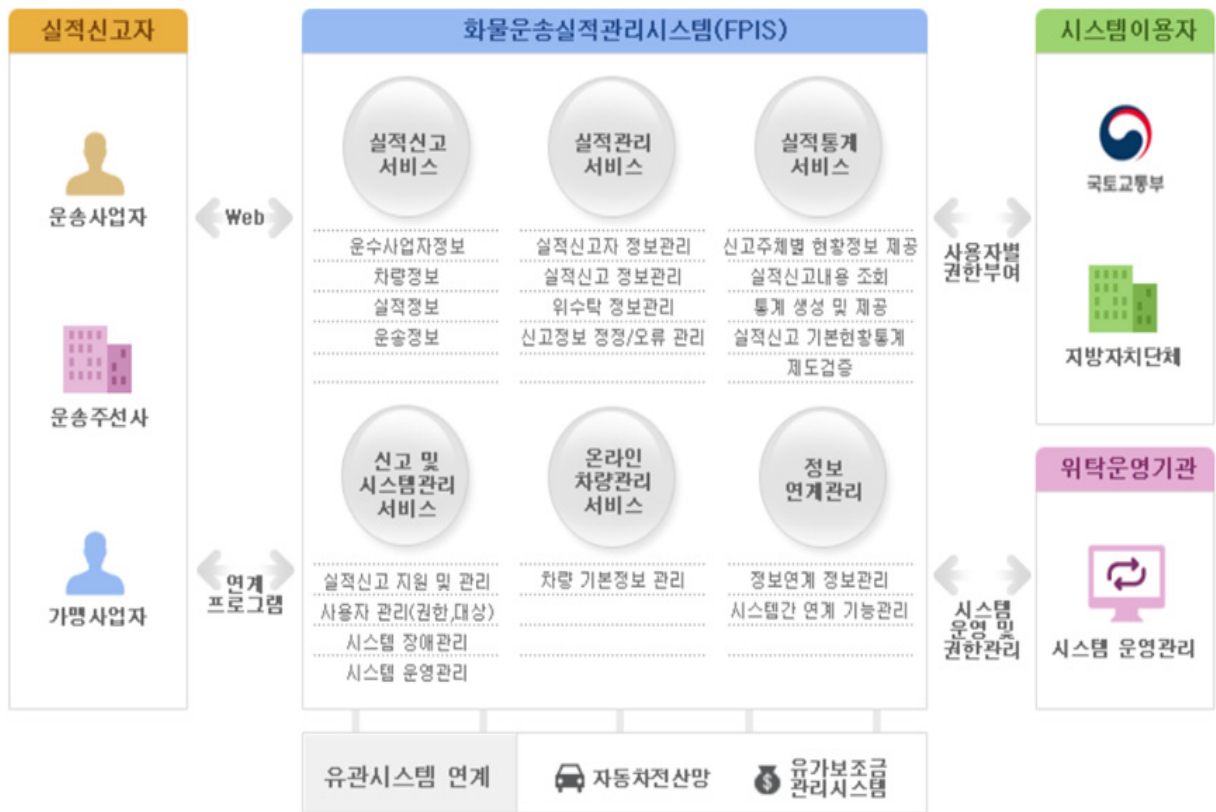 실적신고자
운송사업자
운송주선사
가맹사업자
Web
연계
프로그램
화물운송실적관리시스템(FPIS)
실적신고
서비스
운수사업자정보
차량정보
실적정보
운송정보
실적관리
서비스
실적신고자 정보관리
실적신고 정보관리
위수탁 정보관리
신고정보 정정/오류 관리
실적통계
서비스
신고주체별 현황정보 제공
실적신고내용 조회
통계 생성 및 제공
실적신고 기본현황통계
제도검증
신고 및
시스템관리
서비스
실적신고 지원 및 관리
사용자 관리(권한,대상)
시스템 장애관리
시스템 운영관리
온라인
차량관리
서비스
차량 기본정보 관리
정보
연계관리
정보연계 정보관리
시스템간 연계 기능관리
사용자별
권한부여
시스템
운영 및
권한관리
시스템이용자
국토교통부
지방자치단체
위탁운영기관
시스템 운영관리
유관시스템 연계
자동차전산망
유가보조금
관리시스템